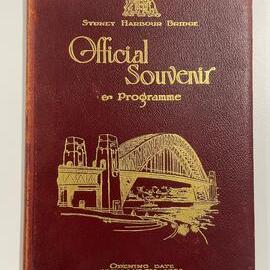 Sydney Harbour Bridge
Official
Souvenir
& Programme
Opening Date